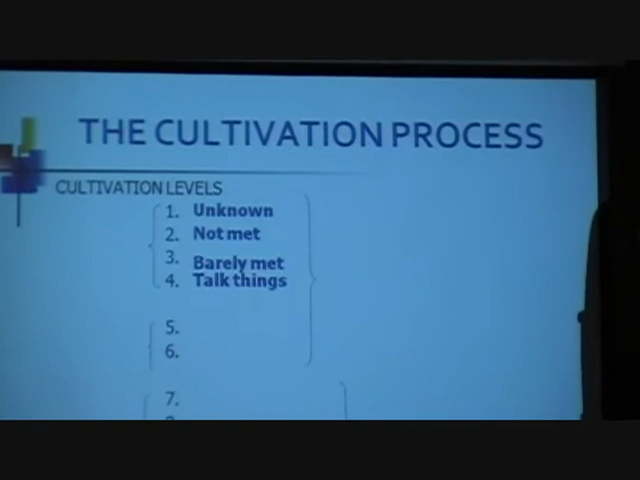 THE CULTIVATION PROCESS
CULTIVATION LEVELS
1. Unknown
2. Not met
3. Barely met
4. Talk things
5.
6.
7.